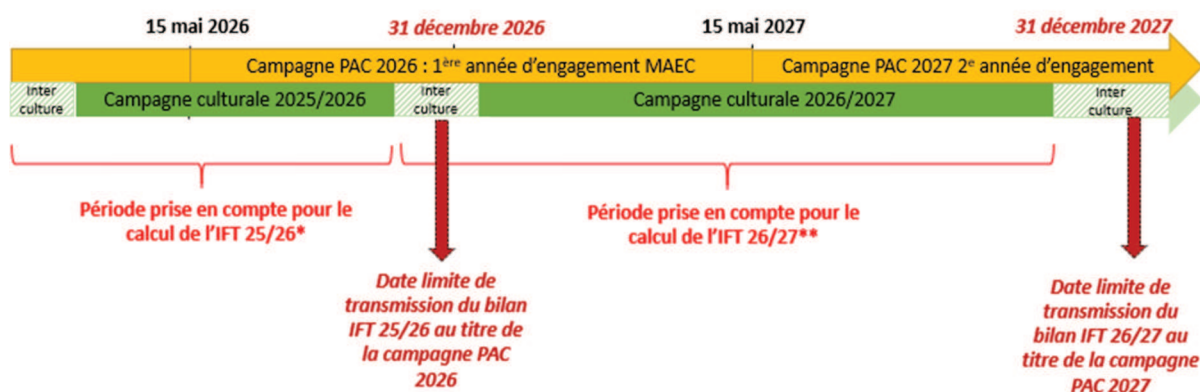 15 mai 2026
31 décembre 2026
15 mai 2027
31 décembre 2027
Campagne PAC 2026 : 1ère année d’engagement MAEC
Campagne PAC 2027 2e année d’engagement
Inter
culture
Campagne culturale 2025/2026
Inter
culture
Campagne culturale 2026/2027
Inter
culture
Période prise en compte pour le
calcul de l’IFT 25/26*
Période prise en compte pour le
calcul de l’IFT 26/27**
Date limite de
transmission du bilan
IFT 25/26 au titre de
la campagne PAC
2026
Date limite de
transmission du
bilan IFT 26/27 au
titre de la campagne
PAC 2027